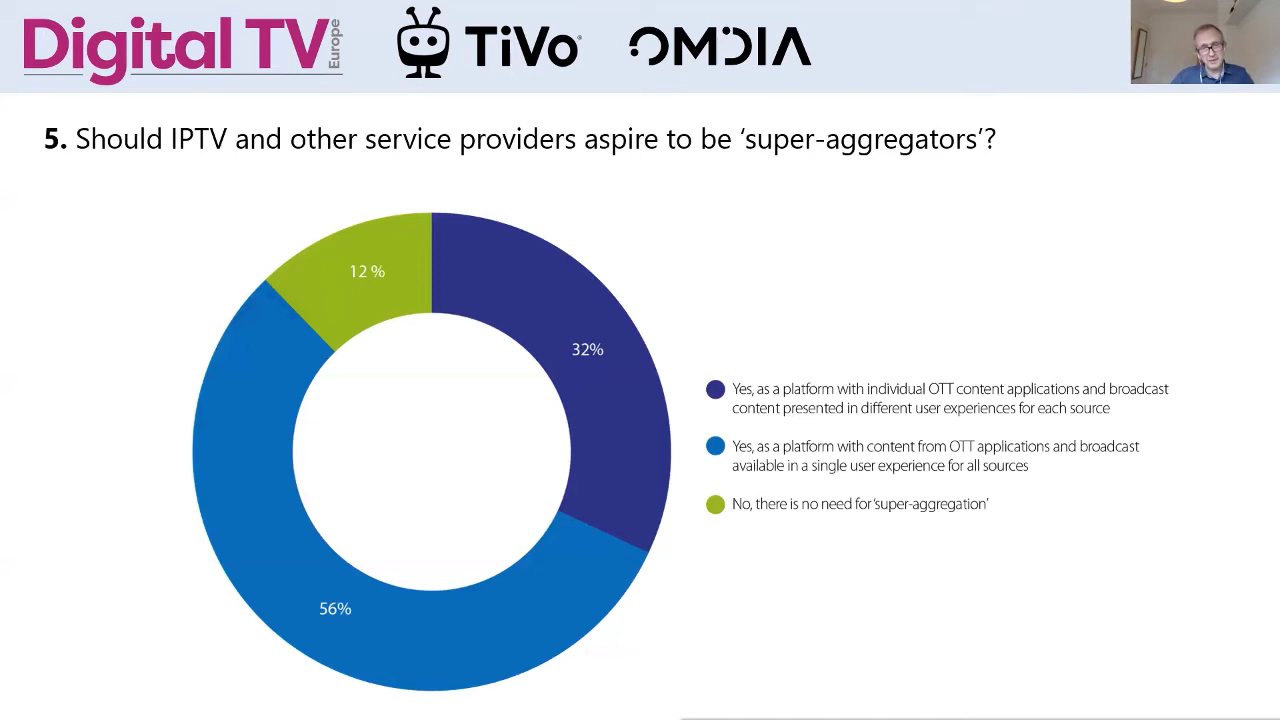 Digital TV Europe
TiVo®
OMDIA
5. Should IPTV and other service providers aspire to be ‘super-aggregators’?
12 %
32%
56%
Yes, as a platform with individual OTT content applications and broadcast
content presented in different user experiences for each source
Yes, as a platform with content from OTT applications and broadcast
available in a single user experience for all sources
No, there is no need for ‘super-aggregation’